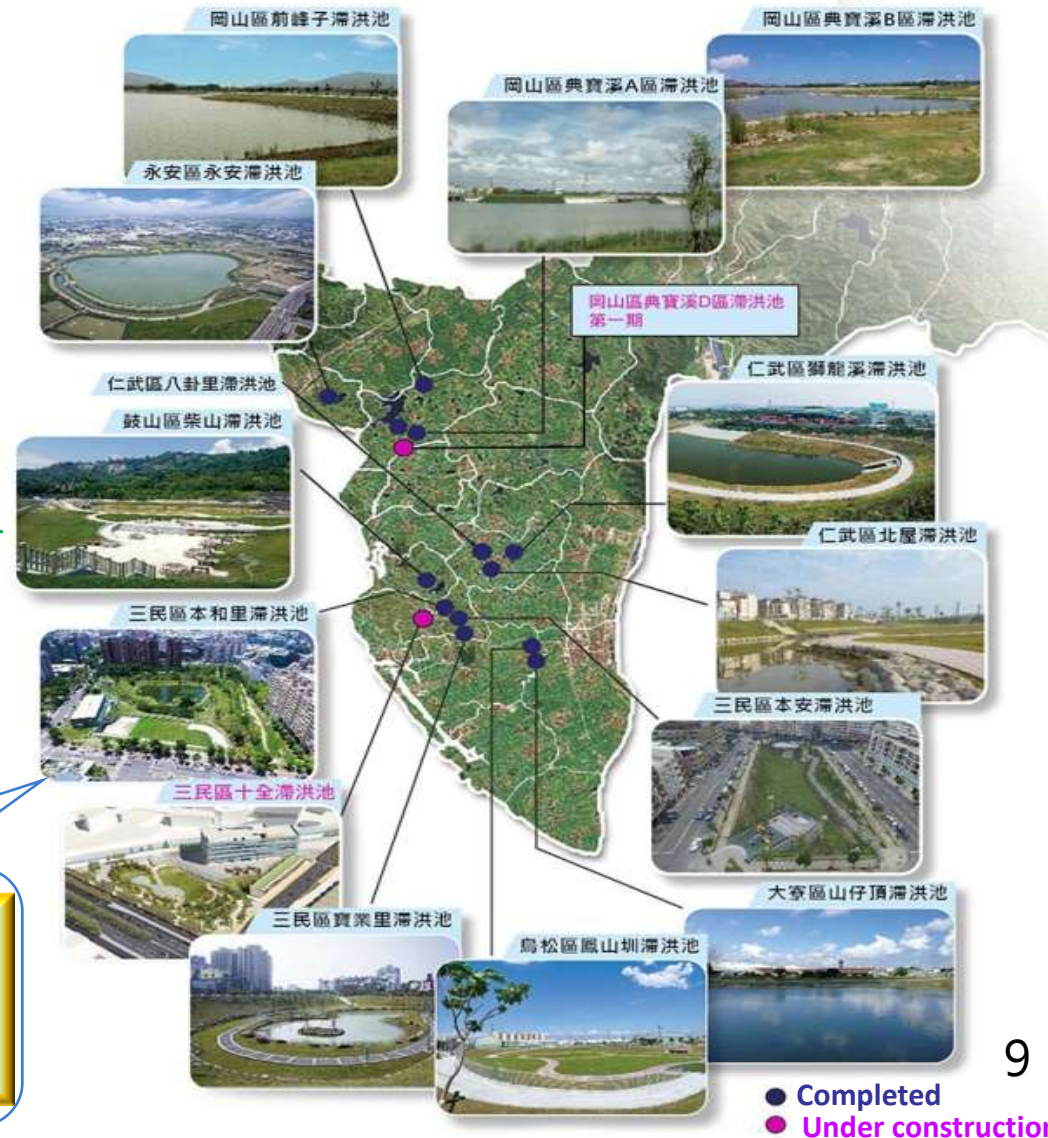 岡山區前峰子滯洪池
岡山區典寶溪B區滯洪池
岡山區典寶溪A區滯洪池
永安區永安滯洪池
岡山區典寶溪D區滯洪池
第一期
仁武區八卦里滯洪池
仁武區獅龍溪滯洪池
鼓山區柴山滯洪池
仁武區北屋滯洪池
三民區本和里滯洪池
三民區本安滯洪池
三民區十全滯洪池
大寮區山仔頂滯洪池
三民區寶業里滯洪池
鳥松區鳳山圳滯洪池
9
Completed
Under construction